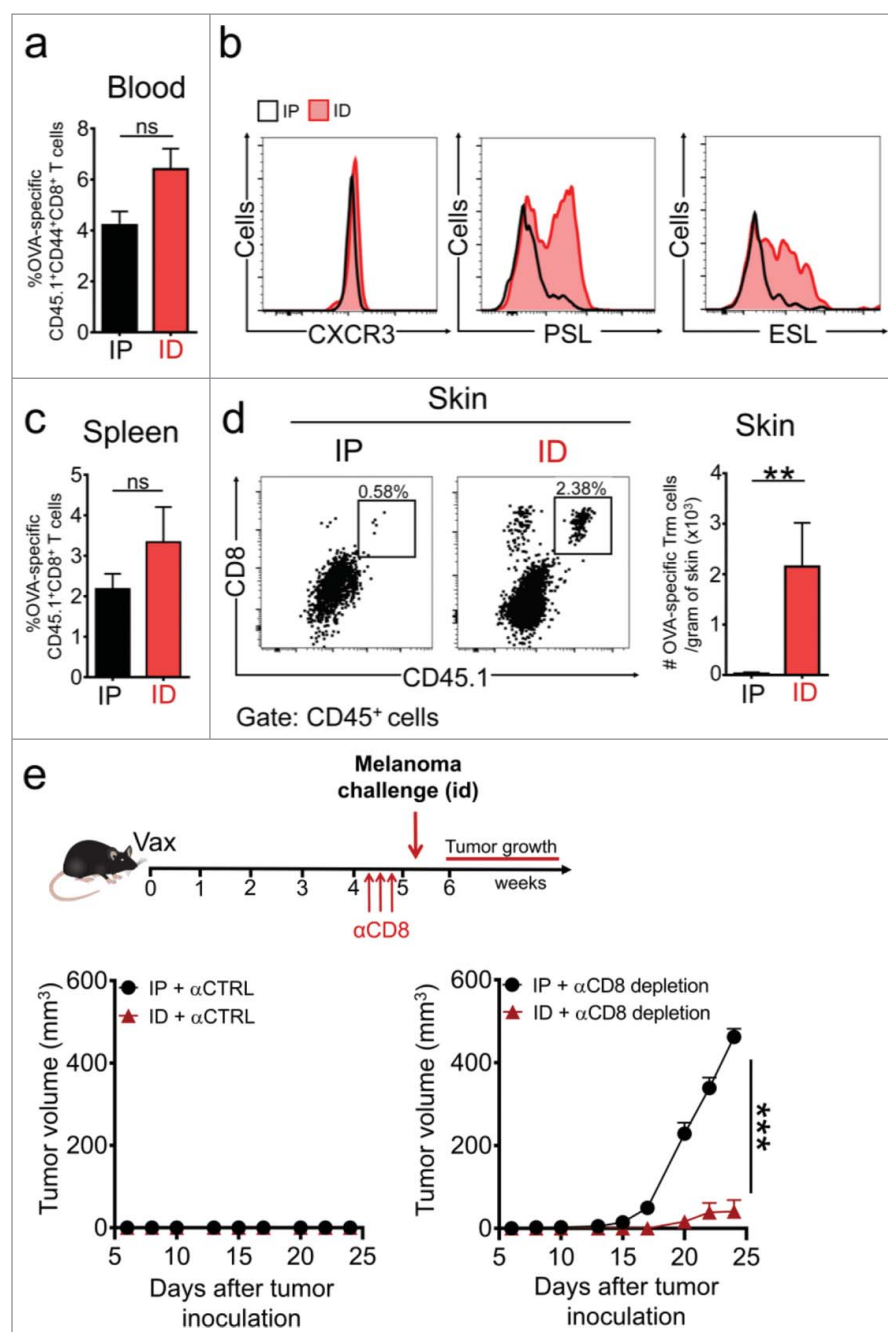 a
Blood
%OVA-specific
CD45.1⁺CD44⁺CD8⁺ T cells
8
6
4
2
0
ns
IP
ID
b
IP ID
Cells
CXCR3
Cells
PSL
Cells
ESL
c
Spleen
%OVA-specific
CD45.1⁺CD8⁺ T cells
5
4
3
2
1
0
ns
IP
ID
d
Skin
IP
ID
0.58%
2.38%
CD8
CD45.1
Gate: CD45⁺ cells
Skin
# OVA-specific Trm cells
/gram of skin (x10³)
4
3
2
1
0
**
IP
ID
e
Melanoma
challenge (id)
Vax
Tumor growth
0 1 2 3 4 5 6 weeks
αCD8
Tumor volume (mm³)
600
400
200
0
IP + αCTRL
ID + αCTRL
5 10 15 20 25
Days after tumor
inoculation
Tumor volume (mm³)
600
400
200
0
IP + αCD8 depletion
ID + αCD8 depletion
***
5 10 15 20 25
Days after tumor
inoculation